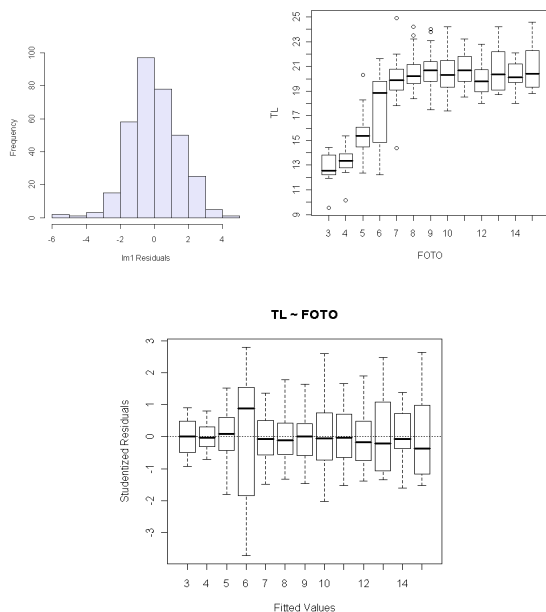 Frequency
0 20 40 60 80 100
-6 -4 -2 0 2 4
lm1 Residuals
TL
9 11 13 15 17 19 21 23 25
3 4 5 6 7 8 9 10 12 14
FOTO
TL ~ FOTO
Studentized Residuals
-3 -2 -1 0 1 2 3
3 4 5 6 7 8 9 10 12 14
Fitted Values